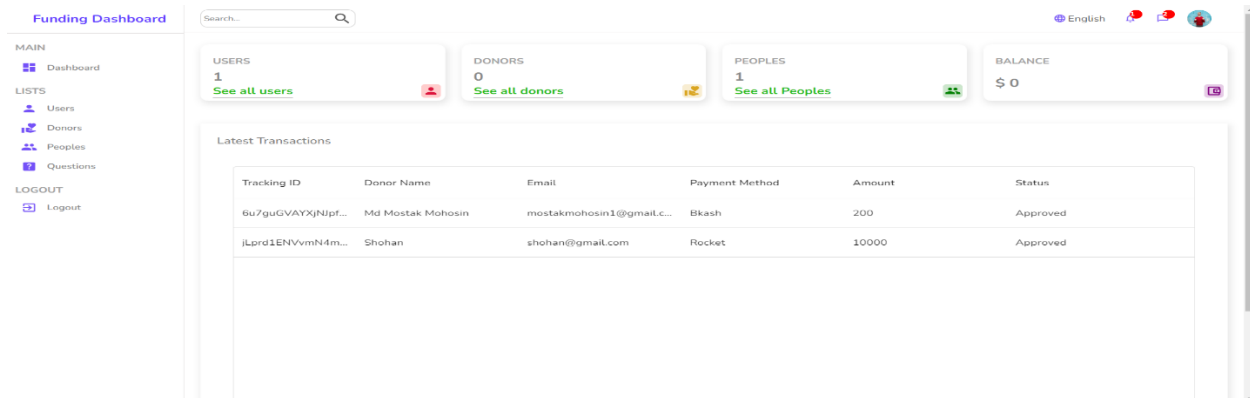 Funding Dashboard
Search...
English
MAIN
Dashboard
LISTS
Users
Donors
Peoples
Questions
LOGOUT
Logout
USERS
1
See all users
DONORS
0
See all donors
PEOPLES
1
See all Peoples
BALANCE
$ 0
Latest Transactions
Tracking ID Donor Name Email Payment Method Amount Status
6u7guGVAYXjNJpf... Md Mostak Mohosin mostakmohosin1@gmail.c... Bkash 200 Approved
jLprd1ENVvmN4m... Shohan shohan@gmail.com Rocket 10000 Approved